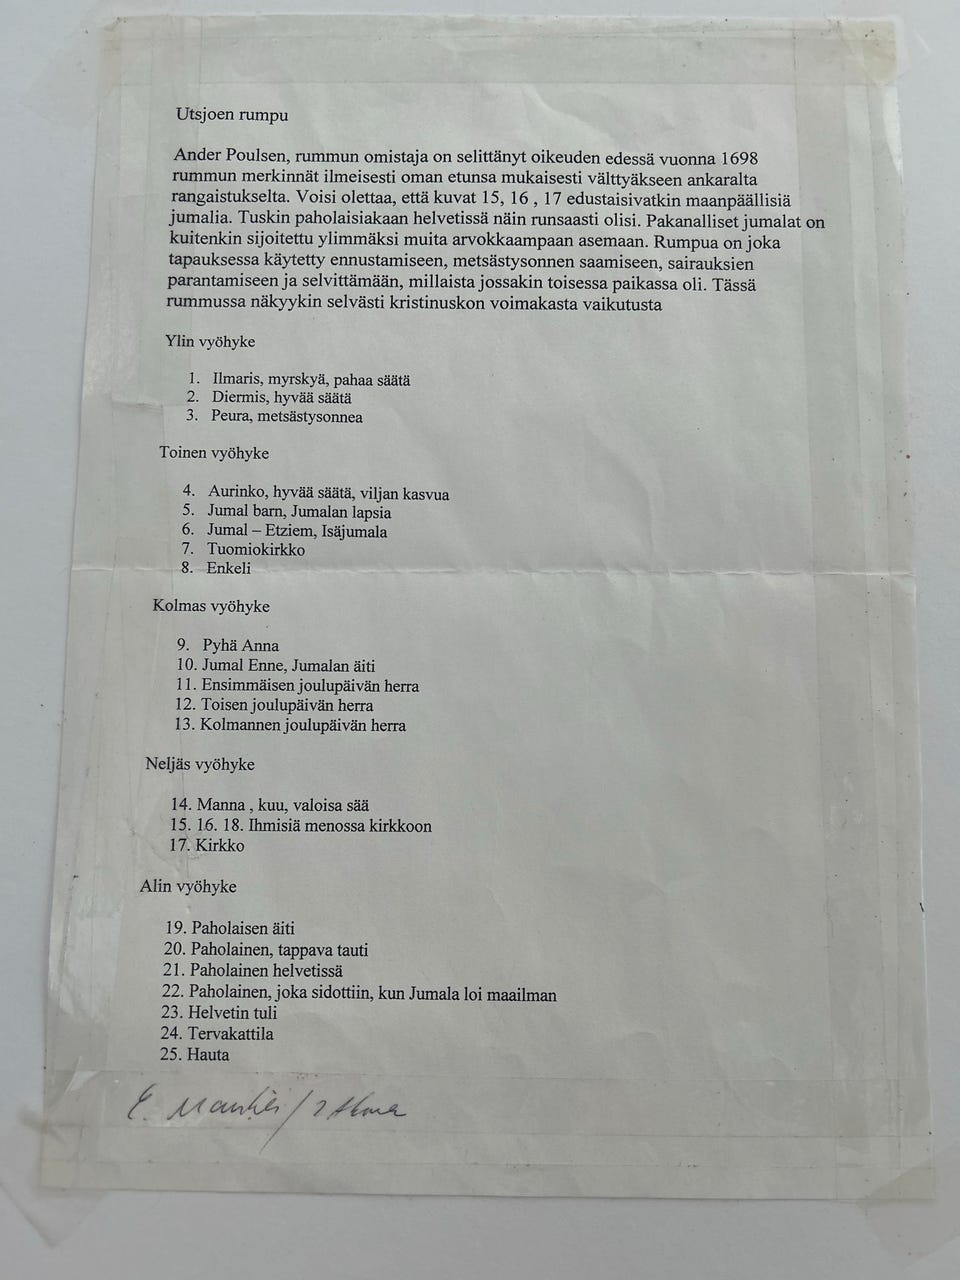 Utsjoen rumpu
Ander Poulsen, rummun omistaja on selittänyt oikeuden edessä vuonna 1698
rummun merkinnät ilmeisesti oman etunsa mukaisesti välttyäkseen ankaralta
rangaistukselta. Voisi olettaa, että kuvat 15, 16 , 17 edustaisivatkin maanpäällisiä
jumalia. Tuskin paholaisiakaan helvetissä näin runsaasti olisi. Pakanalliset jumalat on
kuitenkin sijoitettu ylimmäksi muita arvokkaampaan asemaan. Rumpua on joka
tapauksessa käytetty ennustamiseen, metsästysonnen saamiseen, sairauksien
parantamiseen ja selvittämään, millaista jossakin toisessa paikassa oli. Tässä
rummussa näkyykin selvästi kristinuskon voimakasta vaikutusta
Ylin vyöhyke
1. Ilmaris, myrskyä, pahaa säätä
2. Diermis, hyvää säätä
3. Peura, metsästysonnea
Toinen vyöhyke
4. Aurinko, hyvää säätä, viljan kasvua
5. Jumal barn, Jumalan lapsia
6. Jumal – Etziem, Isäjumala
7. Tuomiokirkko
8. Enkeli
Kolmas vyöhyke
9. Pyhä Anna
10. Jumal Enne, Jumalan äiti
11. Ensimmäisen joulupäivän herra
12. Toisen joulupäivän herra
13. Kolmannen joulupäivän herra
Neljäs vyöhyke
14. Manna , kuu, valoisa sää
15. 16. 18. Ihmisiä menossa kirkkoon
17. Kirkko
Alin vyöhyke
19. Paholaisen äiti
20. Paholainen, tappava tauti
21. Paholainen helvetissä
22. Paholainen, joka sidottiin, kun Jumala loi maailman
23. Helvetin tuli
24. Tervakattila
25. Hauta